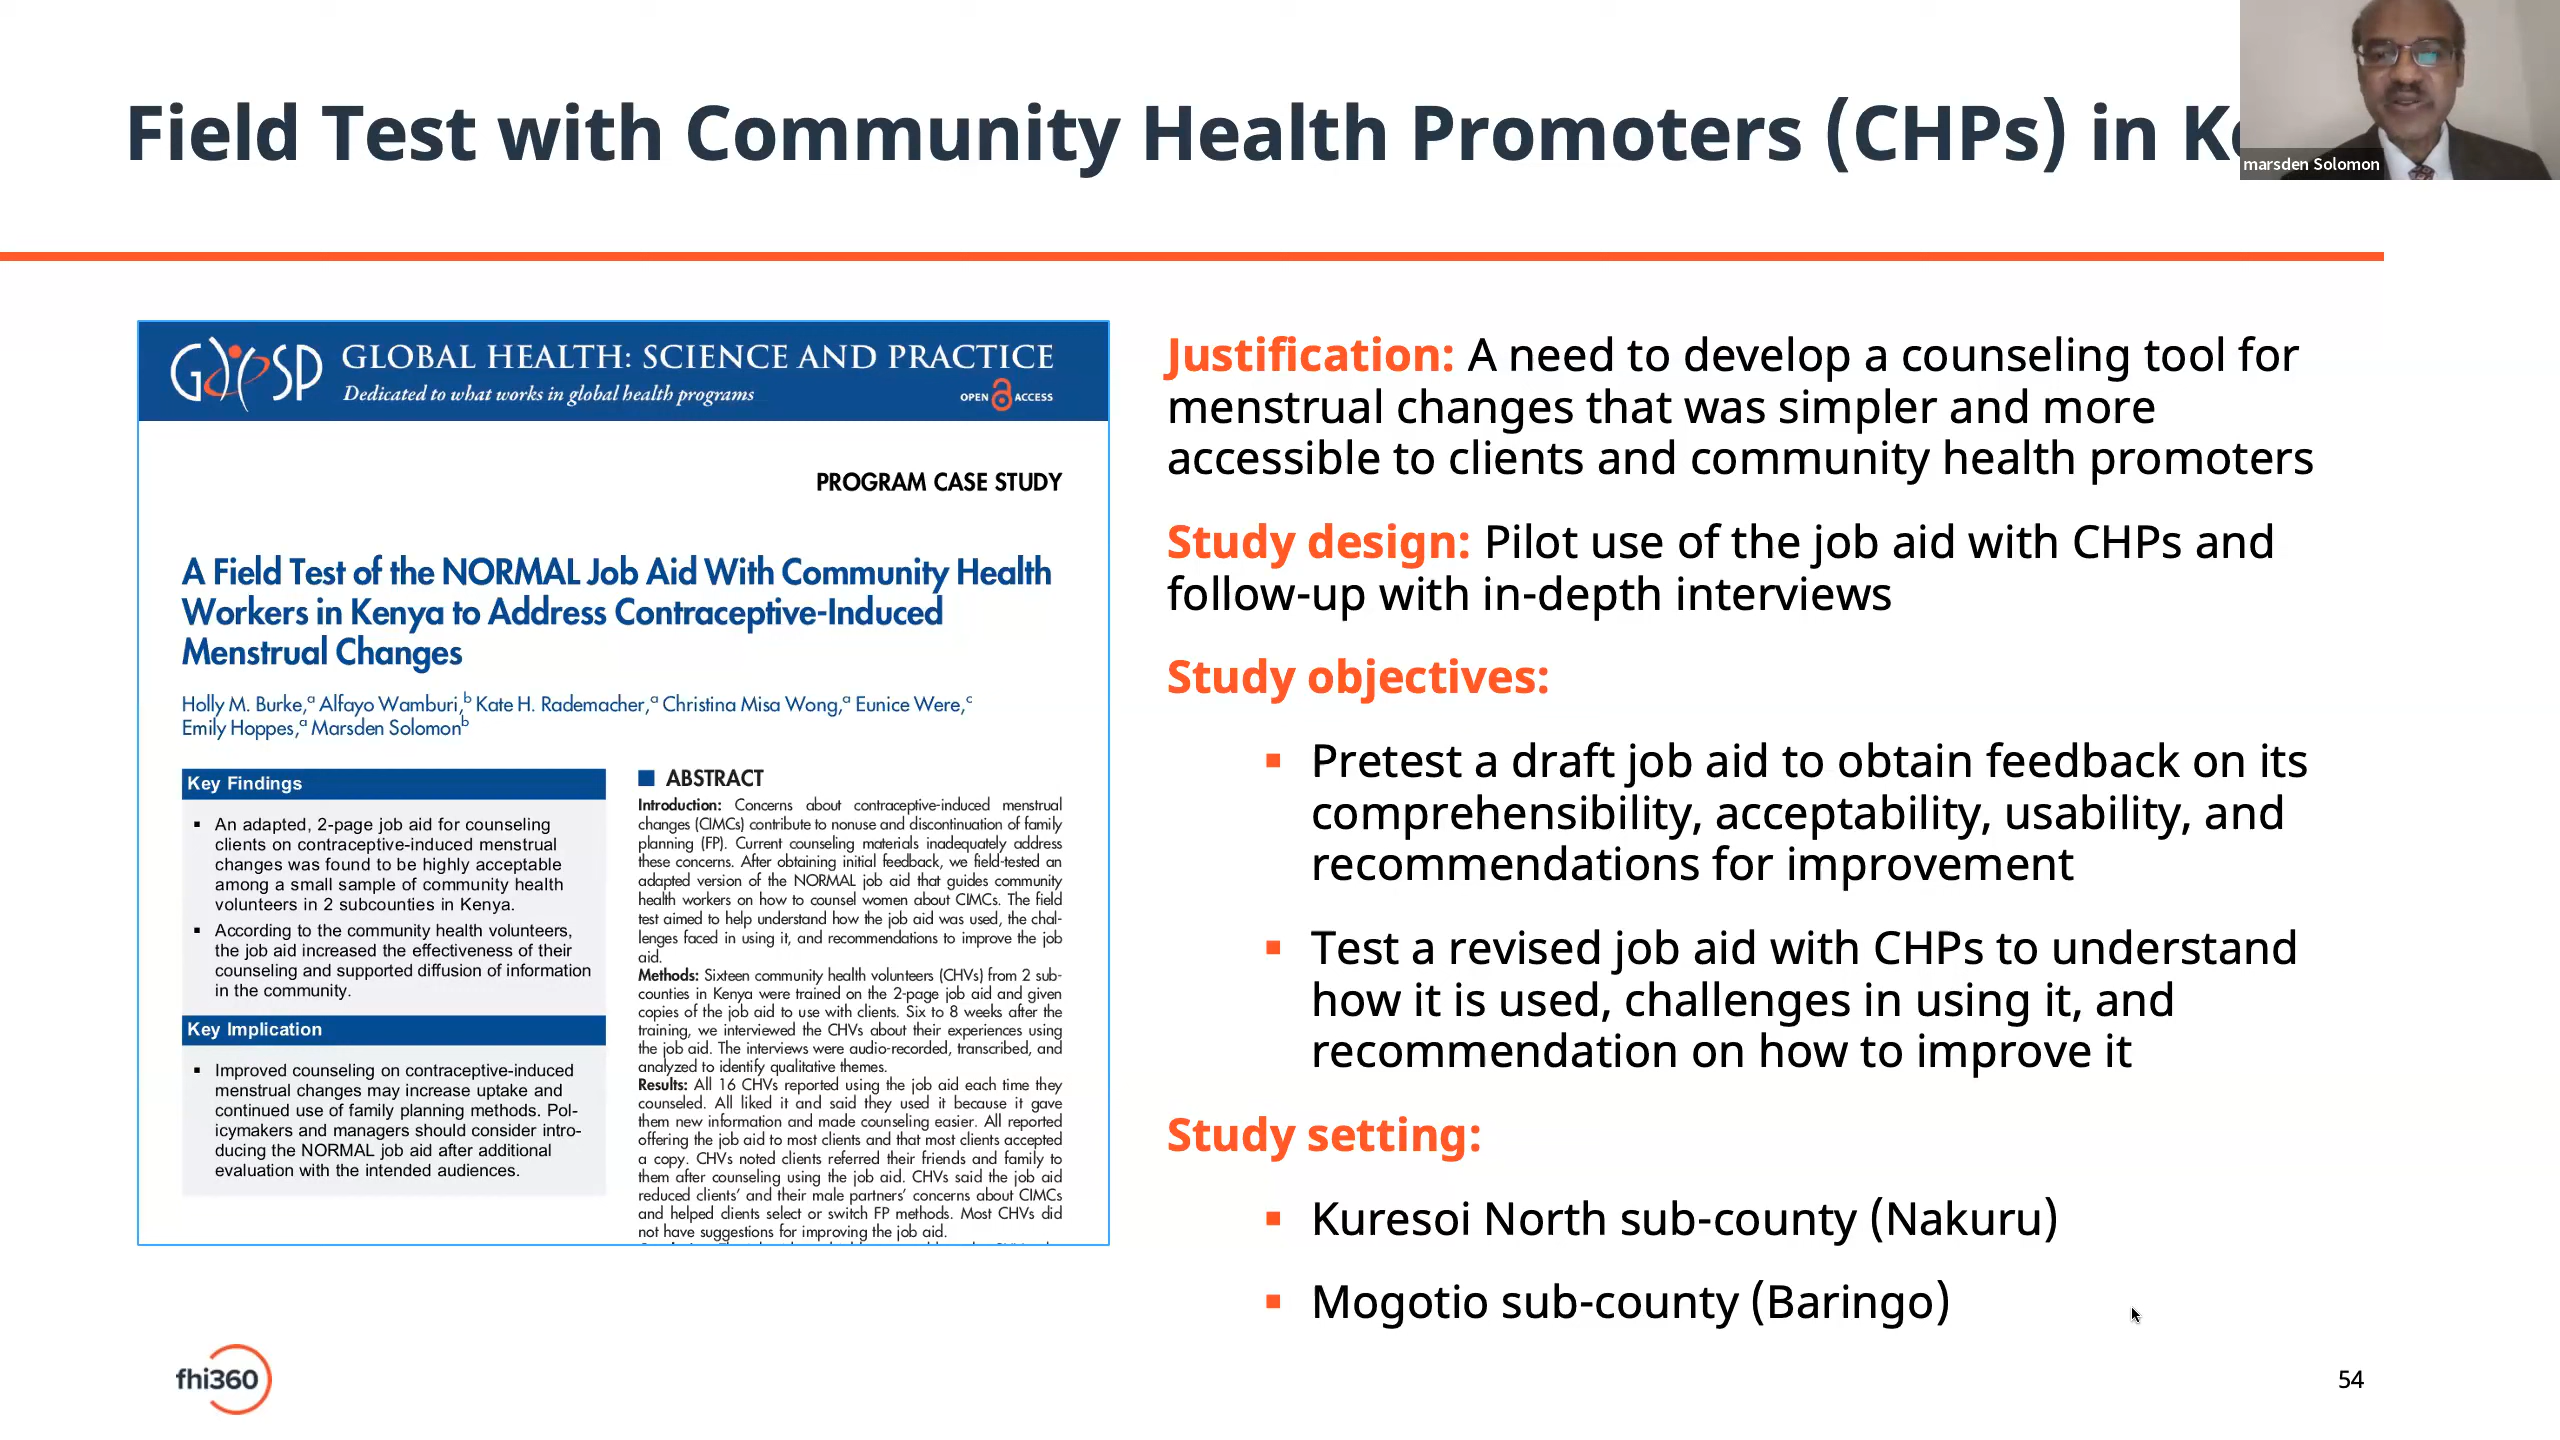 Field Test with Community Health Promoters (CHPs) in
marsden Solomon
GHSP
GLOBAL HEALTH: SCIENCE AND PRACTICE
Dedicated to what works in global health programs
OPEN ACCESS
PROGRAM CASE STUDY
A Field Test of the NORMAL Job Aid With Community Health
Workers in Kenya to Address Contraceptive-Induced
Menstrual Changes
Holly M. Burke,a Alfayo Wamburi,b Kate H. Rademacher,a Christina Misa Wong,a Eunice Were,c
Emily Hoppes,a Marsden Solomonb
Key Findings
▪ An adapted, 2-page job aid for counseling
clients on contraceptive-induced menstrual
changes was found to be highly acceptable
among a small sample of community health
volunteers in 2 subcounties in Kenya.
▪ According to the community health volunteers,
the job aid increased the effectiveness of their
counseling and supported diffusion of information
in the community.
Key Implication
▪ Improved counseling on contraceptive-induced
menstrual changes may increase uptake and
continued use of family planning methods. Pol-
icymakers and managers should consider intro-
ducing the NORMAL job aid after additional
evaluation with the intended audiences.
■ ABSTRACT
Introduction: Concerns about contraceptive-induced menstrual
changes (CIMCs) contribute to nonuse and discontinuation of family
planning (FP). Current counseling materials inadequately address
these concerns. After obtaining initial feedback, we field-tested an
adapted version of the NORMAL job aid that guides community
health workers on how to counsel women about CIMCs. The field
test aimed to help understand how the job aid was used, the chal-
lenges faced in using it, and recommendations to improve the job
aid.
Methods: Sixteen community health volunteers (CHVs) from 2 sub-
counties in Kenya were trained on the 2-page job aid and given
copies of the job aid to use with clients. Six to 8 weeks after the
training, we interviewed the CHVs about their experiences using
the job aid. The interviews were audio-recorded, transcribed, and
analyzed to identify qualitative themes.
Results: All 16 CHVs reported using the job aid each time they
counseled. All liked it and said they used it because it gave
them new information and made counseling easier. All reported
offering the job aid to most clients and that most clients accepted
a copy. CHVs noted clients referred their friends and family to
them after counseling using the job aid. CHVs said the job aid
reduced clients' and their male partners' concerns about CIMCs
and helped clients select or switch FP methods. Most CHVs did
not have suggestions for improving the job aid.
Justification: A need to develop a counseling tool for
menstrual changes that was simpler and more
accessible to clients and community health promoters
Study design: Pilot use of the job aid with CHPs and
follow-up with in-depth interviews
Study objectives:
▪ Pretest a draft job aid to obtain feedback on its
comprehensibility, acceptability, usability, and
recommendations for improvement
▪ Test a revised job aid with CHPs to understand
how it is used, challenges in using it, and
recommendation on how to improve it
Study setting:
▪ Kuresoi North sub-county (Nakuru)
▪ Mogotio sub-county (Baringo)
fhi360
54